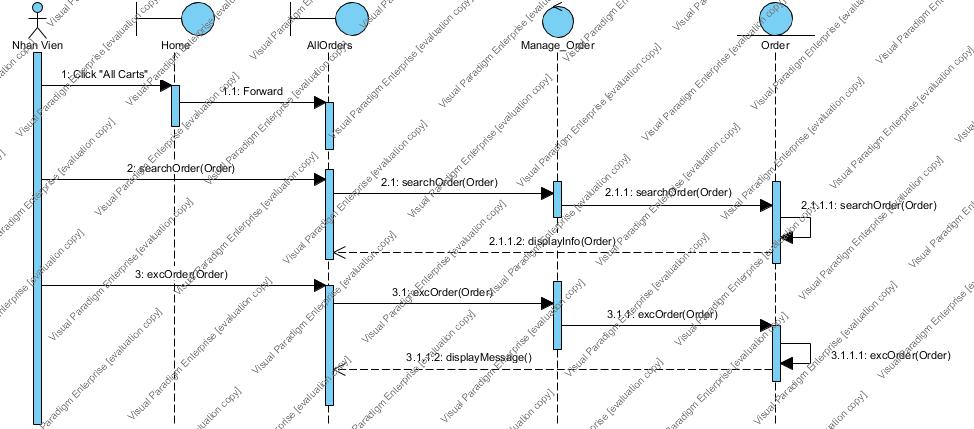 Nhan Vien
Home
AllOrders
Manage_Order
Order
1: Click "All Carts"
1.1: Forward
2: searchOrder(Order)
2.1: searchOrder(Order)
2.1.1: searchOrder(Order)
2.1.1.1: searchOrder(Order)
2.1.1.2: displayInfo(Order)
3: excOrder(Order)
3.1: excOrder(Order)
3.1.1: excOrder(Order)
3.1.1.1: excOrder(Order)
3.1.1.2: displayMessage()
Visual Paradigm Enterprise [evaluation copy]